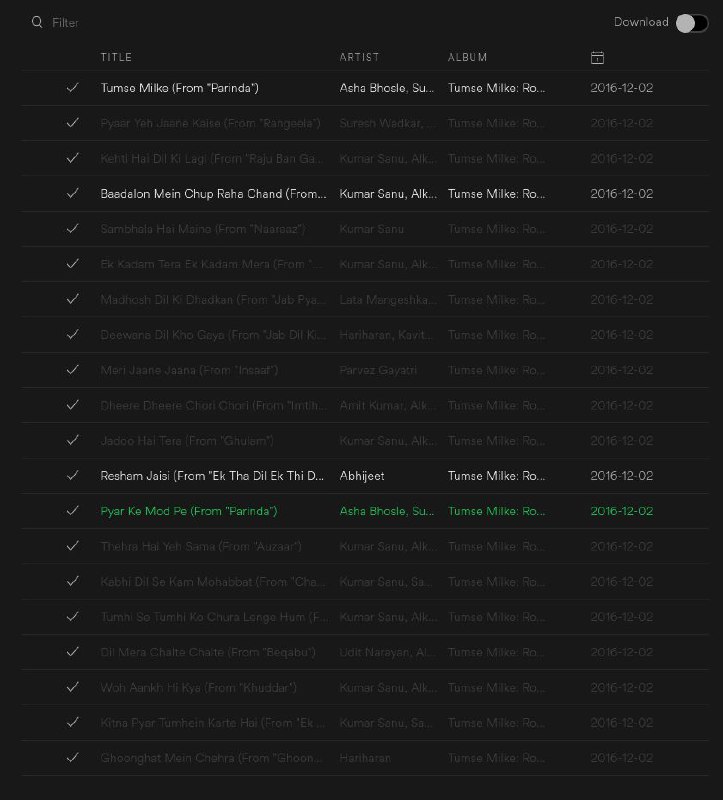 Filter Download
TITLE ARTIST ALBUM
Tumse Milke (From "Parinda") Asha Bhosle, Su... Tumse Milke: Ro... 2016-12-02
Pyaar Yeh Jaane Kaise (From "Rangeela") Suresh Wadkar, ... Tumse Milke: Ro... 2016-12-02
Kehti Hai Dil Ki Lagi (From "Raju Ban Ga... Kumar Sanu, Alk... Tumse Milke: Ro... 2016-12-02
Baadalon Mein Chup Raha Chand (From... Kumar Sanu, Alk... Tumse Milke: Ro... 2016-12-02
Sambhala Hai Maine (From "Naaraaz") Kumar Sanu Tumse Milke: Ro... 2016-12-02
Ek Kadam Tera Ek Kadam Mera (From "... Kumar Sanu, Alk... Tumse Milke: Ro... 2016-12-02
Madhosh Dil Ki Dhadkan (From "Jab Pya... Lata Mangeshka... Tumse Milke: Ro... 2016-12-02
Deewana Dil Kho Gaya (From "Jab Dil Ki... Hariharan, Kavit... Tumse Milke: Ro... 2016-12-02
Meri Jaane Jaana (From "Insaaf") Parvez Gayatri Tumse Milke: Ro... 2016-12-02
Dheere Dheere Chori Chori (From "Imtih... Amit Kumar, Alk... Tumse Milke: Ro... 2016-12-02
Jadoo Hai Tera (From "Ghulam") Kumar Sanu, Alk... Tumse Milke: Ro... 2016-12-02
Resham Jaisi (From "Ek Tha Dil Ek Thi D... Abhijeet Tumse Milke: Ro... 2016-12-02
Pyar Ke Mod Pe (From "Parinda") Asha Bhosle, Su... Tumse Milke: Ro... 2016-12-02
Thehra Hai Yeh Sama (From "Auzaar") Kumar Sanu, Alk... Tumse Milke: Ro... 2016-12-02
Kabhi Dil Se Kam Mohabbat (From "Cha... Kumar Sanu, Sa... Tumse Milke: Ro... 2016-12-02
Tumhi Se Tumhi Ko Chura Lenge Hum (F... Kumar Sanu, Alk... Tumse Milke: Ro... 2016-12-02
Dil Mera Chalte Chalte (From "Beqabu") Udit Narayan, Al... Tumse Milke: Ro... 2016-12-02
Woh Aankh Hi Kya (From "Khuddar") Kumar Sanu, Alk... Tumse Milke: Ro... 2016-12-02
Kitna Pyar Tumhein Karte Hai (From "Ek ... Kumar Sanu, Sa... Tumse Milke: Ro... 2016-12-02
Ghoonghat Mein Chehra (From "Ghoon... Hariharan Tumse Milke: Ro... 2016-12-02